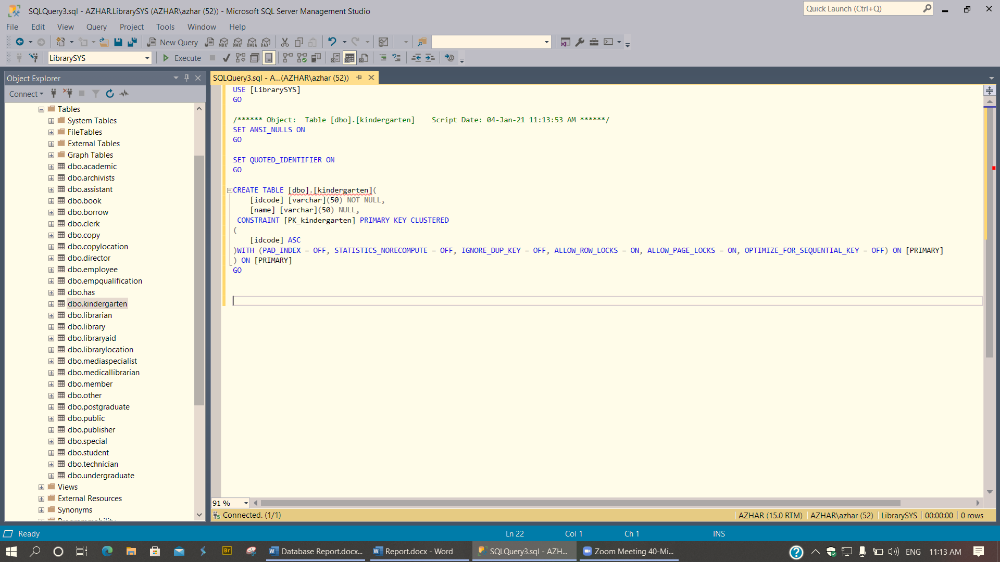 SQLQuery3.sql - AZHAR.LibrarySYS (AZHAR\azhar (52)) - Microsoft SQL Server Management Studio
Quick Launch (Ctrl+Q)
File Edit View Query Project Tools Window Help
New Query MDX DMX XMLA DAX
LibrarySYS Execute
Object Explorer
Connect
Tables
System Tables
FileTables
External Tables
Graph Tables
dbo.academic
dbo.archivists
dbo.assistant
dbo.book
dbo.borrow
dbo.clerk
dbo.copy
dbo.copylocation
dbo.director
dbo.employee
dbo.empqualification
dbo.has
dbo.kindergarten
dbo.librarian
dbo.library
dbo.libraryaid
dbo.librarylocation
dbo.mediaspecialist
dbo.medicallibrarian
dbo.member
dbo.other
dbo.postgraduate
dbo.public
dbo.publisher
dbo.special
dbo.student
dbo.technician
dbo.undergraduate
Views
External Resources
Synonyms
Programmability
SQLQuery3.sql - A...(AZHAR\azhar (52))
USE [LibrarySYS]
GO
/****** Object:  Table [dbo].[kindergarten]    Script Date: 04-Jan-21 11:13:53 AM ******/
SET ANSI_NULLS ON
GO
SET QUOTED_IDENTIFIER ON
GO
CREATE TABLE [dbo].[kindergarten](
[idcode] [varchar](50) NOT NULL,
[name] [varchar](50) NULL,
CONSTRAINT [PK_kindergarten] PRIMARY KEY CLUSTERED
(
[idcode] ASC
)WITH (PAD_INDEX = OFF, STATISTICS_NORECOMPUTE = OFF, IGNORE_DUP_KEY = OFF, ALLOW_ROW_LOCKS = ON, ALLOW_PAGE_LOCKS = ON, OPTIMIZE_FOR_SEQUENTIAL_KEY = OFF) ON [PRIMARY]
) ON [PRIMARY]
GO
91 %
Connected. (1/1) AZHAR (15.0 RTM) AZHAR\azhar (52) LibrarySYS 00:00:00 0 rows
Ready Ln 22 Col 1 Ch 1 INS
Br Database Report.docx... Report.docx - Word SQLQuery3.sql - AZH... Zoom Meeting 40-Mi... ENG 11:13 AM